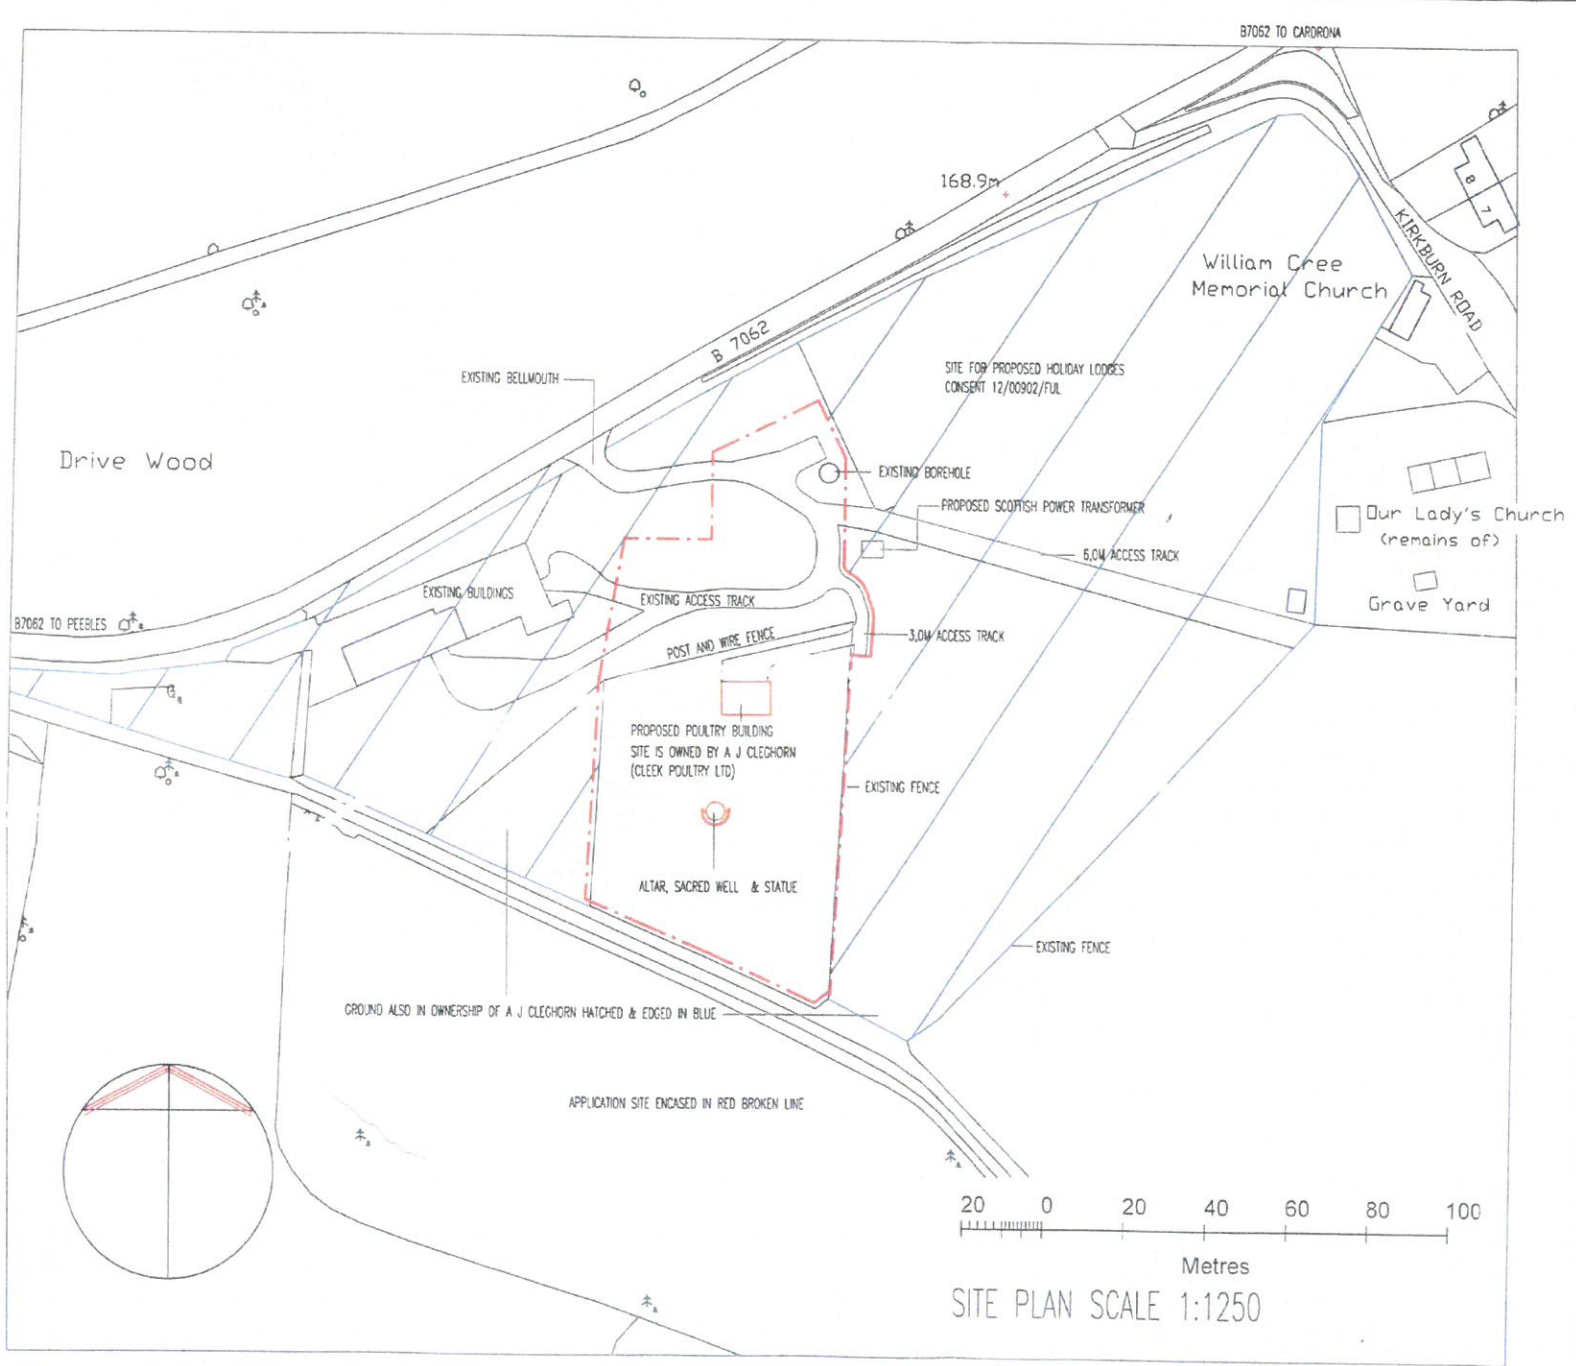 B7062 TO CARDRONA
168.9m
8
7
KIRKBURN ROAD
William Cree
Memorial Church
B 7062
EXISTING BELLMOUTH
SITE FOR PROPOSED HOLIDAY LODGES
CONSENT 12/00902/FUL
Drive Wood
EXISTING BOREHOLE
PROPOSED SCOTTISH POWER TRANSFORMER
Our Lady's Church
(remains of)
6,0M ACCESS TRACK
EXISTING BUILDINGS
EXISTING ACCESS TRACK
Grave Yard
B7062 TO PEEBLES
POST AND WIRE FENCE
3,0M ACCESS TRACK
PROPOSED POULTRY BUILDING
SITE IS OWNED BY A J CLEGHORN
(CLEEK POULTRY LTD)
EXISTING FENCE
ALTAR, SACRED WELL & STATUE
EXISTING FENCE
GROUND ALSO IN OWNERSHIP OF A J CLEGHORN HATCHED & EDGED IN BLUE
APPLICATION SITE ENCASED IN RED BROKEN LINE
20 0 20 40 60 80 100
Metres
SITE PLAN SCALE 1:1250